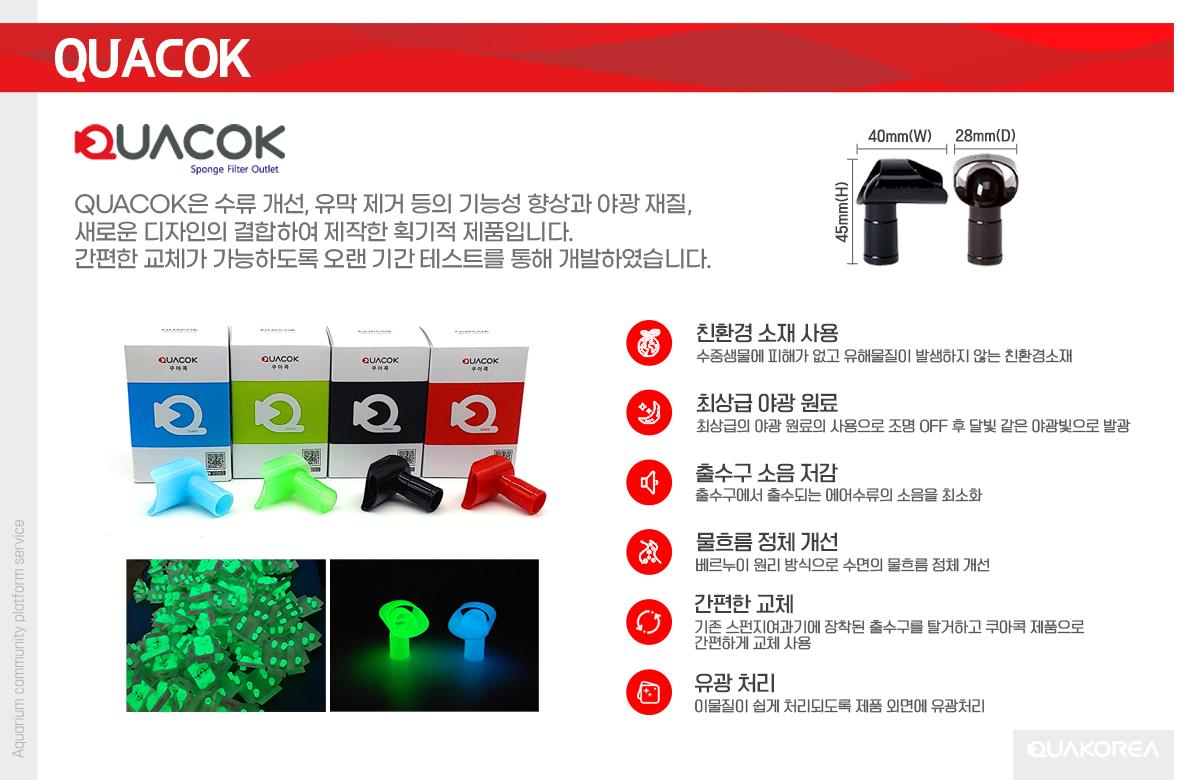 QUACOK
QUACOK
Sponge Filter Outlet
QUACOK은 수류 개선, 유막 제거 등의 기능성 향상과 야광 재질,
새로운 디자인의 결합하여 제작한 획기적 제품입니다.
간편한 교체가 가능하도록 오랜 기간 테스트를 통해 개발하였습니다.
40mm(W)
28mm(D)
45mm(H)
QUACOK
QUACOK
쿠아콕
QUACOK
쿠아콕
QUACOK
쿠아콕
QUACOK
쿠아콕
친환경 소재 사용
수중생물에 피해가 없고 유해물질이 발생하지 않는 친환경소재
최상급 야광 원료
최상급의 야광 원료의 사용으로 조명 OFF 후 달빛 같은 야광빛으로 발광
출수구 소음 저감
출수구에서 출수되는 에어수류의 소음을 최소화
물흐름 정체 개선
베르누이 원리 방식으로 수면의 물흐름 정체 개선
간편한 교체
기존 스펀지여과기에 장착된 출수구를 탈거하고 쿠아콕 제품으로
간편하게 교체 사용
유광 처리
이물질이 쉽게 처리되도록 제품 외면에 유광처리
Aquarium community platform service
QUAKOREA